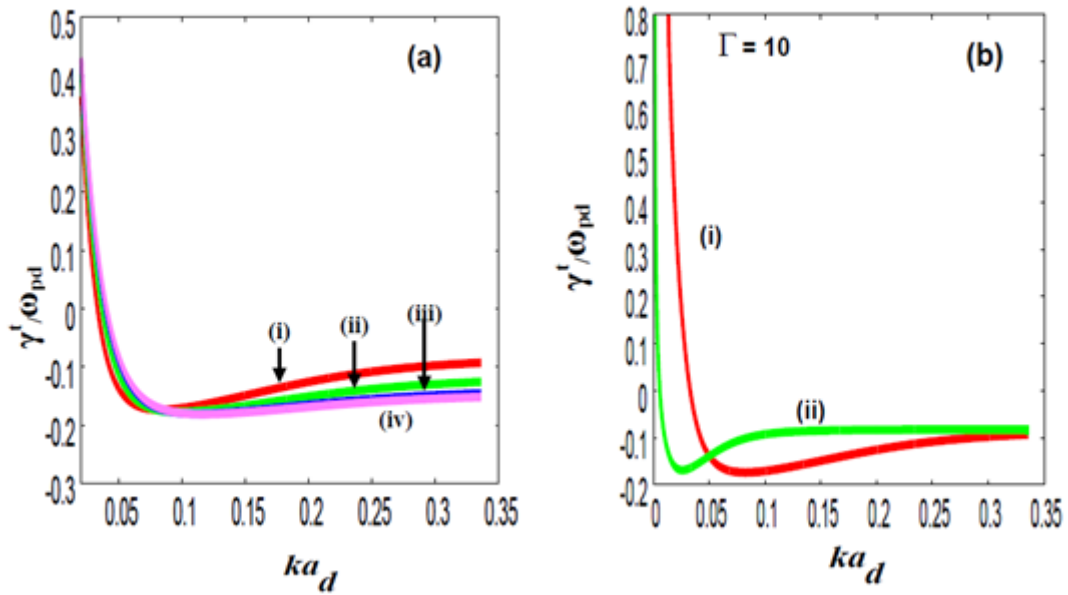 (a)
0.5
0.4
0.3
0.2
0.1
0
-0.1
-0.2
-0.3
γᵗ/ωpd
(i)
(ii)
(iii)
(iv)
0.05 0.1 0.15 0.2 0.25 0.3 0.35
ka_d
Γ = 10
(b)
0.8
0.7
0.6
0.5
0.4
0.3
0.2
0.1
0
-0.1
-0.2
γᵗ/ωpd
(i)
(ii)
0 0.05 0.1 0.15 0.2 0.25 0.3 0.35
ka_d